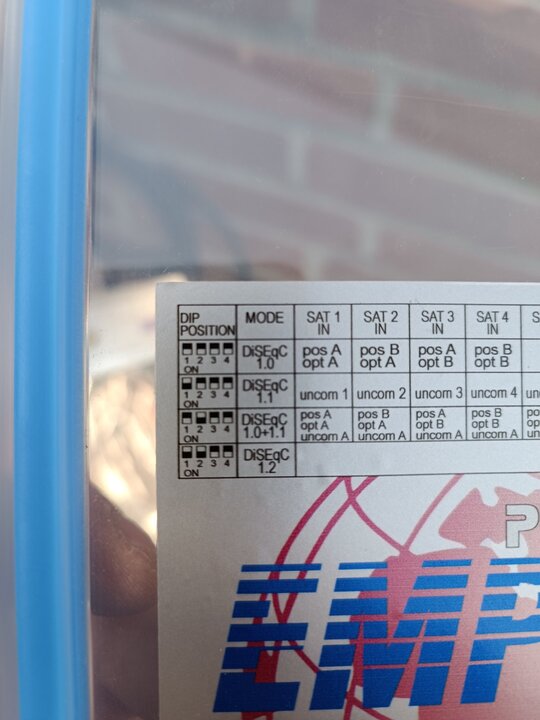 DIP POSITION MODE SAT 1 IN SAT 2 IN SAT 3 IN SAT 4 IN S
1 2 3 4 ON DiSEqC 1.0 pos A opt A pos B opt A pos A opt B pos B opt B
1 2 3 4 ON DiSEqC 1.1 uncom 1 uncom 2 uncom 3 uncom 4
1 2 3 4 ON DiSEqC 1.0+1.1 pos A opt A uncom A pos B opt A uncom A pos A opt B uncom A pos B opt B uncom A
1 2 3 4 ON DiSEqC 1.2
P
EMP